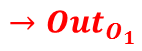 → Out_{O_1}